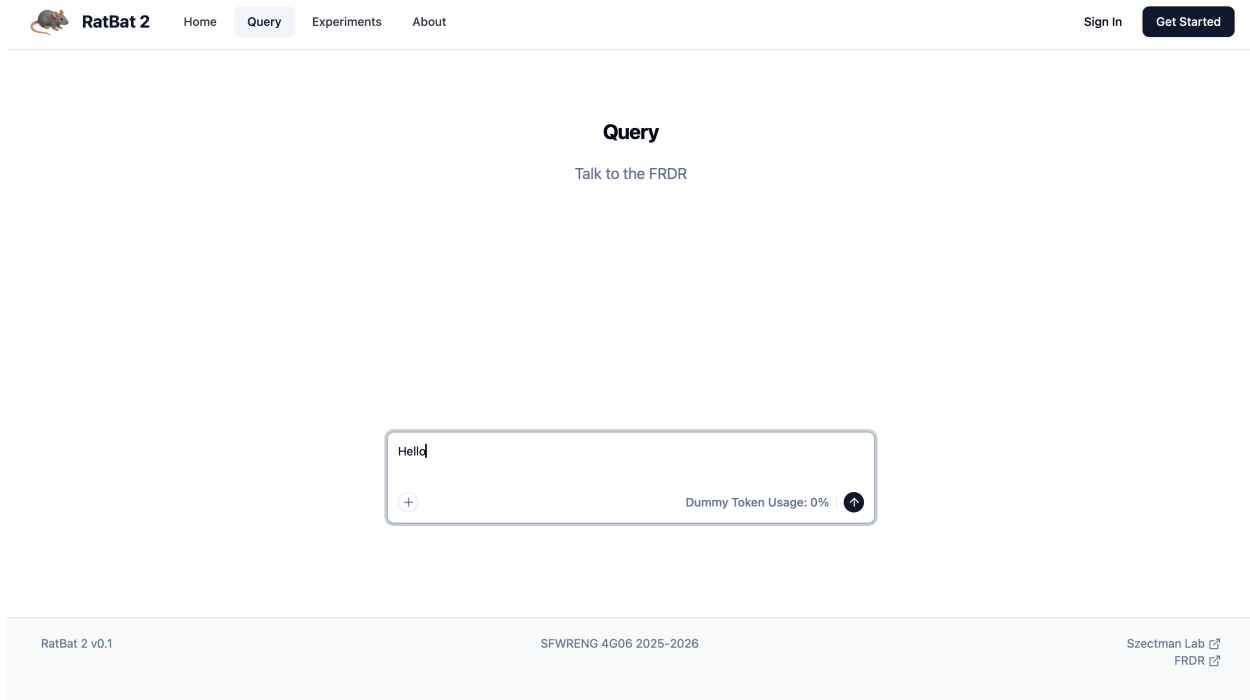 RatBat 2 Home Query Experiments About Sign In Get Started
Query
Talk to the FRDR
Hello
Dummy Token Usage: 0%
RatBat 2 v0.1 SFWRENG 4G06 2025-2026 Szectman Lab
FRDR